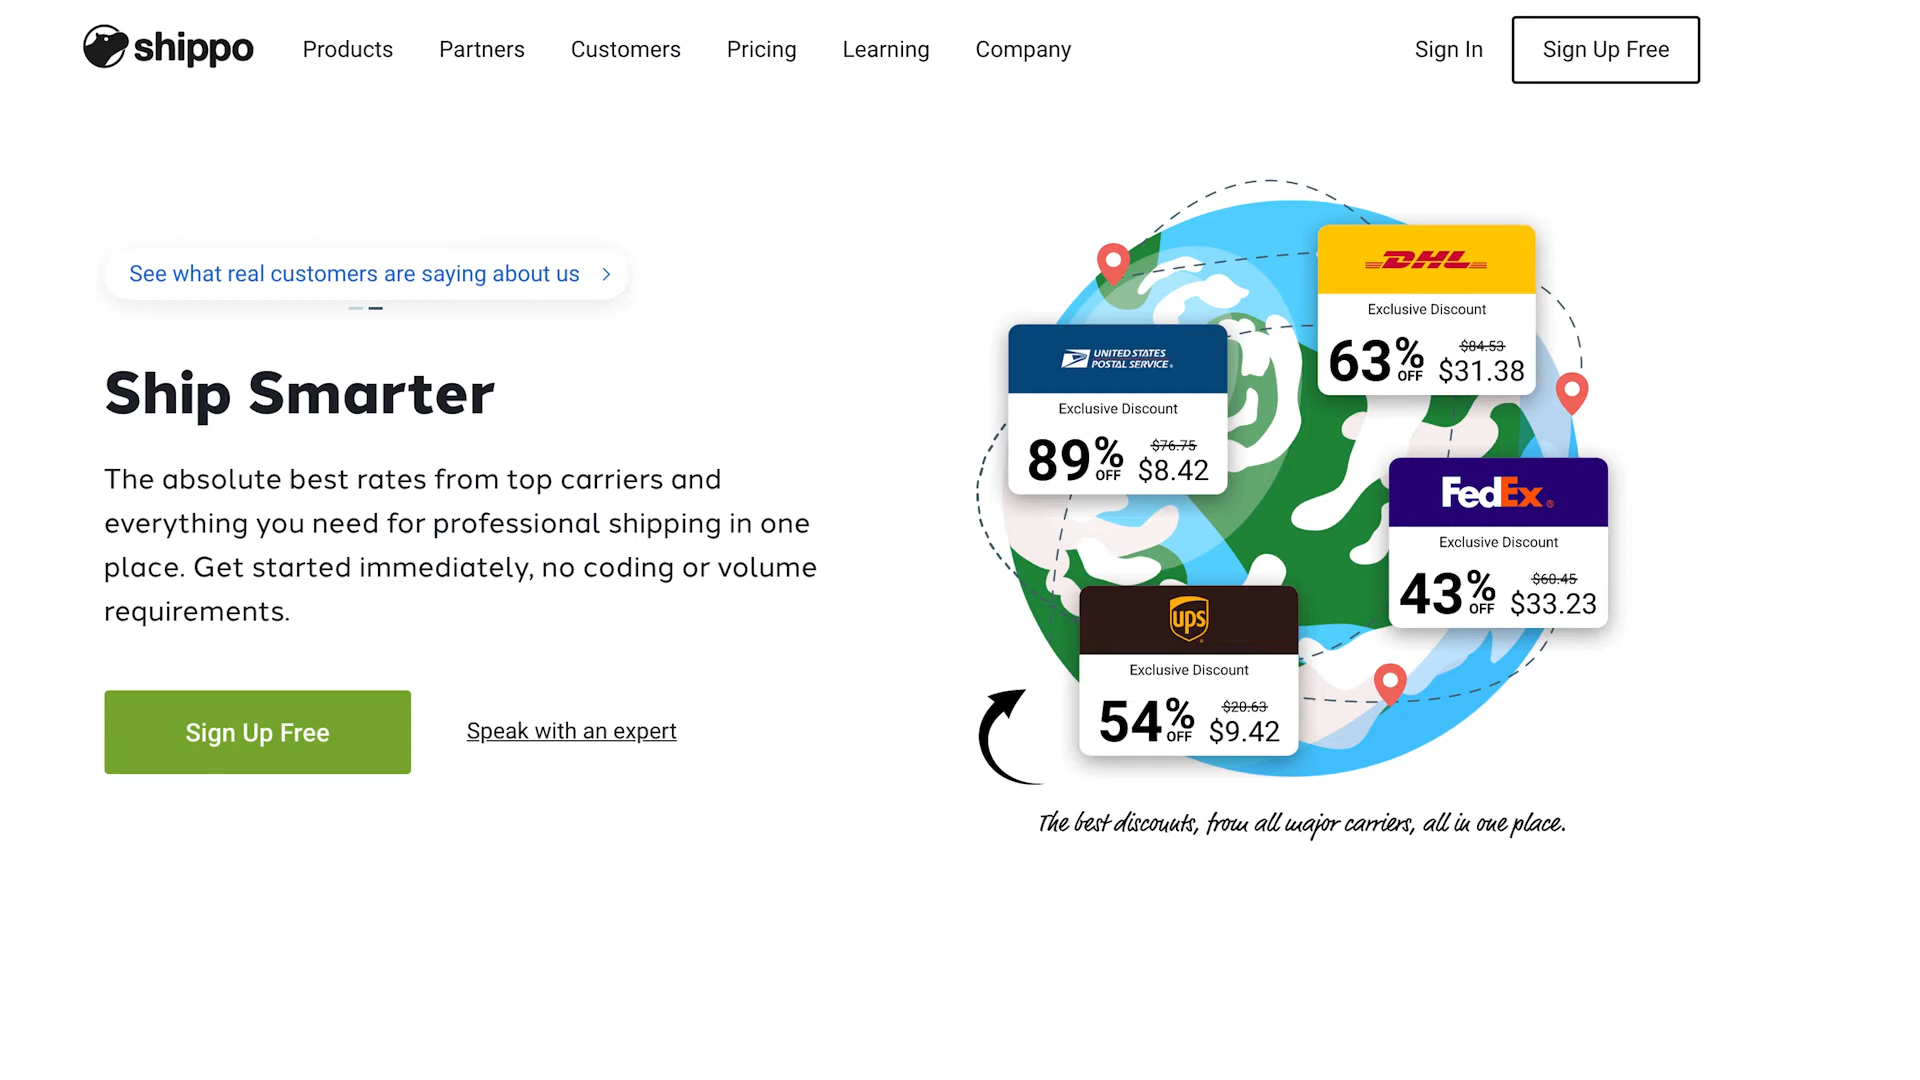 shippo
Products
Partners
Customers
Pricing
Learning
Company
Sign In
Sign Up Free
See what real customers are saying about us
Ship Smarter
The absolute best rates from top carriers and
everything you need for professional shipping in one
place. Get started immediately, no coding or volume
requirements.
Sign Up Free
Speak with an expert
DHL
Exclusive Discount
63% OFF
$84.53
$31.38
UNITED STATES
POSTAL SERVICE®
Exclusive Discount
89% OFF
$76.75
$8.42
FedEx®
Exclusive Discount
43% OFF
$60.45
$33.23
ups
Exclusive Discount
54% OFF
$20.63
$9.42
The best discounts, from all major carriers, all in one place.